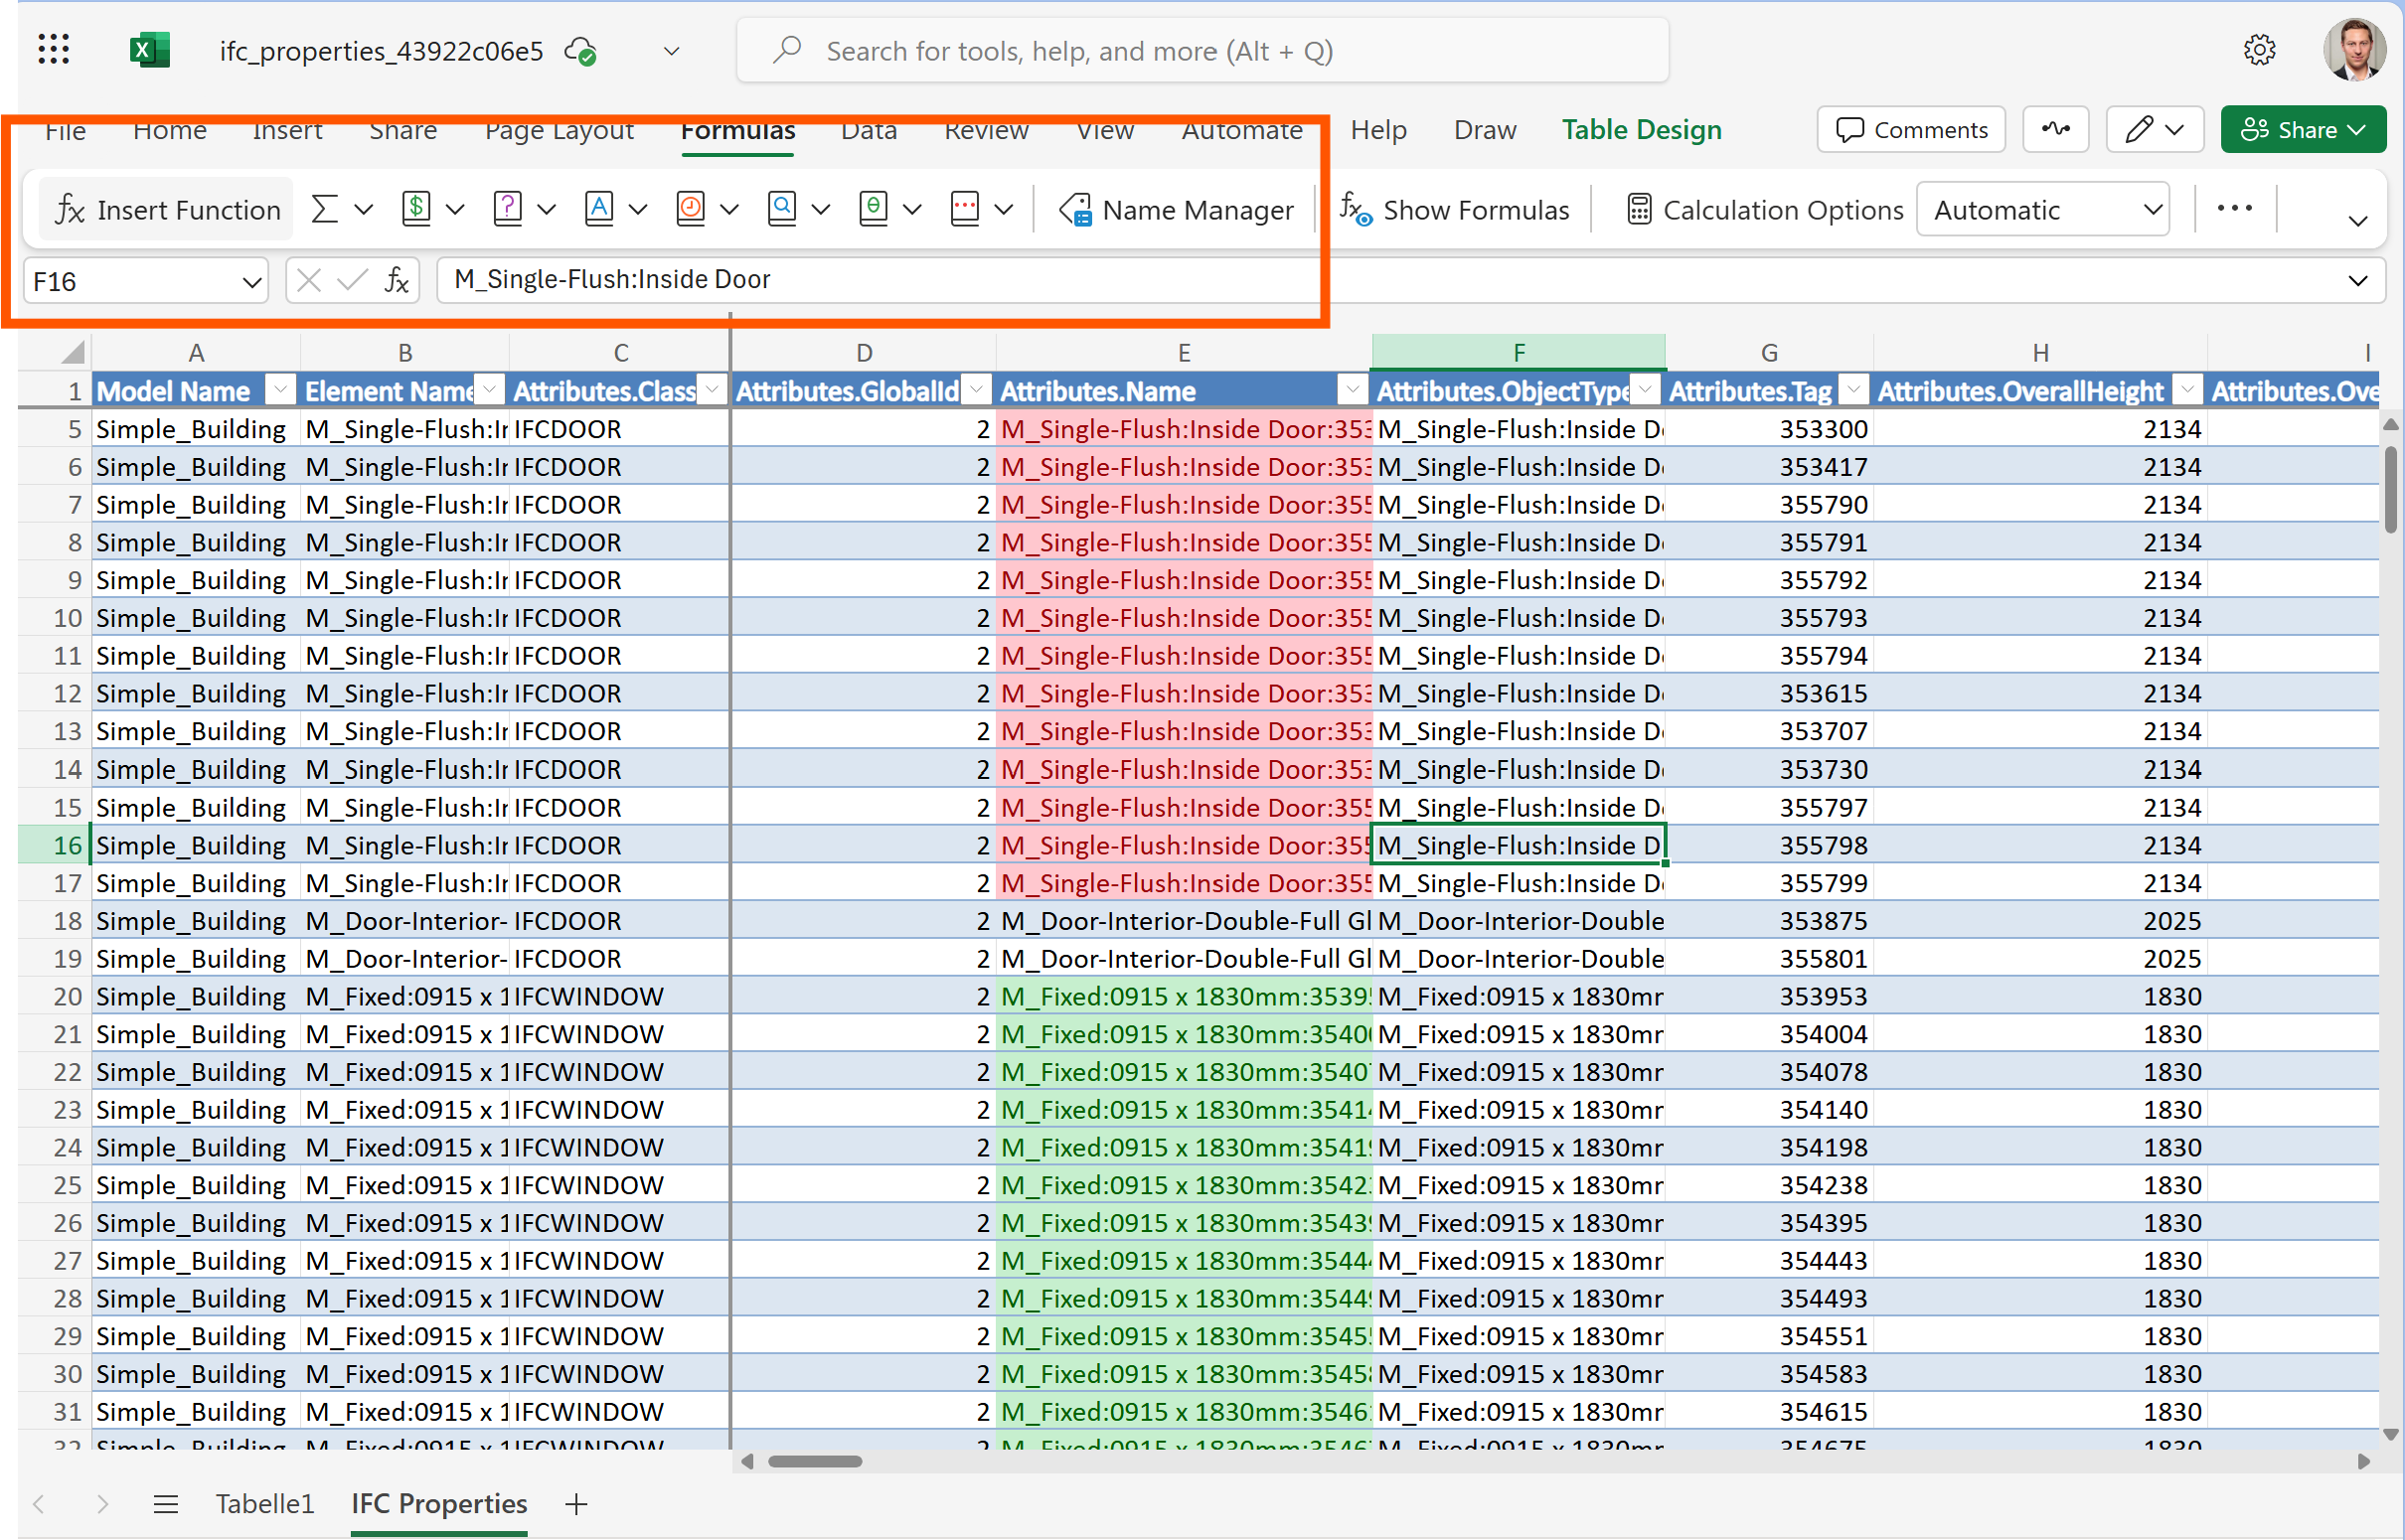 ifc_properties_43922c06e5 Search for tools, help, and more (Alt + Q)
File Home Insert Share Page Layout Formulas Data Review View Automate Help Draw Table Design Comments Share
Insert Function Name Manager Show Formulas Calculation Options Automatic
F16 fx M_Single-Flush:Inside Door
A B C D E F G H I
1 Model Name Element Name Attributes.Class Attributes.GlobalId Attributes.Name Attributes.ObjectType Attributes.Tag Attributes.OverallHeight Attributes.Ove
5 Simple_Building M_Single-Flush:Ir IFCDOOR 2 M_Single-Flush:Inside Door:353 M_Single-Flush:Inside Do 353300 2134
6 Simple_Building M_Single-Flush:Ir IFCDOOR 2 M_Single-Flush:Inside Door:353 M_Single-Flush:Inside Do 353417 2134
7 Simple_Building M_Single-Flush:Ir IFCDOOR 2 M_Single-Flush:Inside Door:355 M_Single-Flush:Inside Do 355790 2134
8 Simple_Building M_Single-Flush:Ir IFCDOOR 2 M_Single-Flush:Inside Door:355 M_Single-Flush:Inside Do 355791 2134
9 Simple_Building M_Single-Flush:Ir IFCDOOR 2 M_Single-Flush:Inside Door:355 M_Single-Flush:Inside Do 355792 2134
10 Simple_Building M_Single-Flush:Ir IFCDOOR 2 M_Single-Flush:Inside Door:355 M_Single-Flush:Inside Do 355793 2134
11 Simple_Building M_Single-Flush:Ir IFCDOOR 2 M_Single-Flush:Inside Door:355 M_Single-Flush:Inside Do 355794 2134
12 Simple_Building M_Single-Flush:Ir IFCDOOR 2 M_Single-Flush:Inside Door:353 M_Single-Flush:Inside Do 353615 2134
13 Simple_Building M_Single-Flush:Ir IFCDOOR 2 M_Single-Flush:Inside Door:353 M_Single-Flush:Inside Do 353707 2134
14 Simple_Building M_Single-Flush:Ir IFCDOOR 2 M_Single-Flush:Inside Door:353 M_Single-Flush:Inside Do 353730 2134
15 Simple_Building M_Single-Flush:Ir IFCDOOR 2 M_Single-Flush:Inside Door:355 M_Single-Flush:Inside Do 355797 2134
16 Simple_Building M_Single-Flush:Ir IFCDOOR 2 M_Single-Flush:Inside Door:355 M_Single-Flush:Inside D 355798 2134
17 Simple_Building M_Single-Flush:Ir IFCDOOR 2 M_Single-Flush:Inside Door:355 M_Single-Flush:Inside Do 355799 2134
18 Simple_Building M_Door-Interior- IFCDOOR 2 M_Door-Interior-Double-Full Gl M_Door-Interior-Double 353875 2025
19 Simple_Building M_Door-Interior- IFCDOOR 2 M_Door-Interior-Double-Full Gl M_Door-Interior-Double 355801 2025
20 Simple_Building M_Fixed:0915 x 1 IFCWINDOW 2 M_Fixed:0915 x 1830mm:35395 M_Fixed:0915 x 1830mr 353953 1830
21 Simple_Building M_Fixed:0915 x 1 IFCWINDOW 2 M_Fixed:0915 x 1830mm:35400 M_Fixed:0915 x 1830mr 354004 1830
22 Simple_Building M_Fixed:0915 x 1 IFCWINDOW 2 M_Fixed:0915 x 1830mm:35407 M_Fixed:0915 x 1830mr 354078 1830
23 Simple_Building M_Fixed:0915 x 1 IFCWINDOW 2 M_Fixed:0915 x 1830mm:35414 M_Fixed:0915 x 1830mr 354140 1830
24 Simple_Building M_Fixed:0915 x 1 IFCWINDOW 2 M_Fixed:0915 x 1830mm:35419 M_Fixed:0915 x 1830mr 354198 1830
25 Simple_Building M_Fixed:0915 x 1 IFCWINDOW 2 M_Fixed:0915 x 1830mm:35423 M_Fixed:0915 x 1830mr 354238 1830
26 Simple_Building M_Fixed:0915 x 1 IFCWINDOW 2 M_Fixed:0915 x 1830mm:35439 M_Fixed:0915 x 1830mr 354395 1830
27 Simple_Building M_Fixed:0915 x 1 IFCWINDOW 2 M_Fixed:0915 x 1830mm:35444 M_Fixed:0915 x 1830mr 354443 1830
28 Simple_Building M_Fixed:0915 x 1 IFCWINDOW 2 M_Fixed:0915 x 1830mm:35449 M_Fixed:0915 x 1830mr 354493 1830
29 Simple_Building M_Fixed:0915 x 1 IFCWINDOW 2 M_Fixed:0915 x 1830mm:35455 M_Fixed:0915 x 1830mr 354551 1830
30 Simple_Building M_Fixed:0915 x 1 IFCWINDOW 2 M_Fixed:0915 x 1830mm:35458 M_Fixed:0915 x 1830mr 354583 1830
31 Simple_Building M_Fixed:0915 x 1 IFCWINDOW 2 M_Fixed:0915 x 1830mm:35461 M_Fixed:0915 x 1830mr 354615 1830
32 Simple_Building M_Fixed:0915 x 1 IFCWINDOW 2 M_Fixed:0915 x 1830mm:35467 M_Fixed:0915 x 1830mr 354675 1830
Tabelle1 IFC Properties